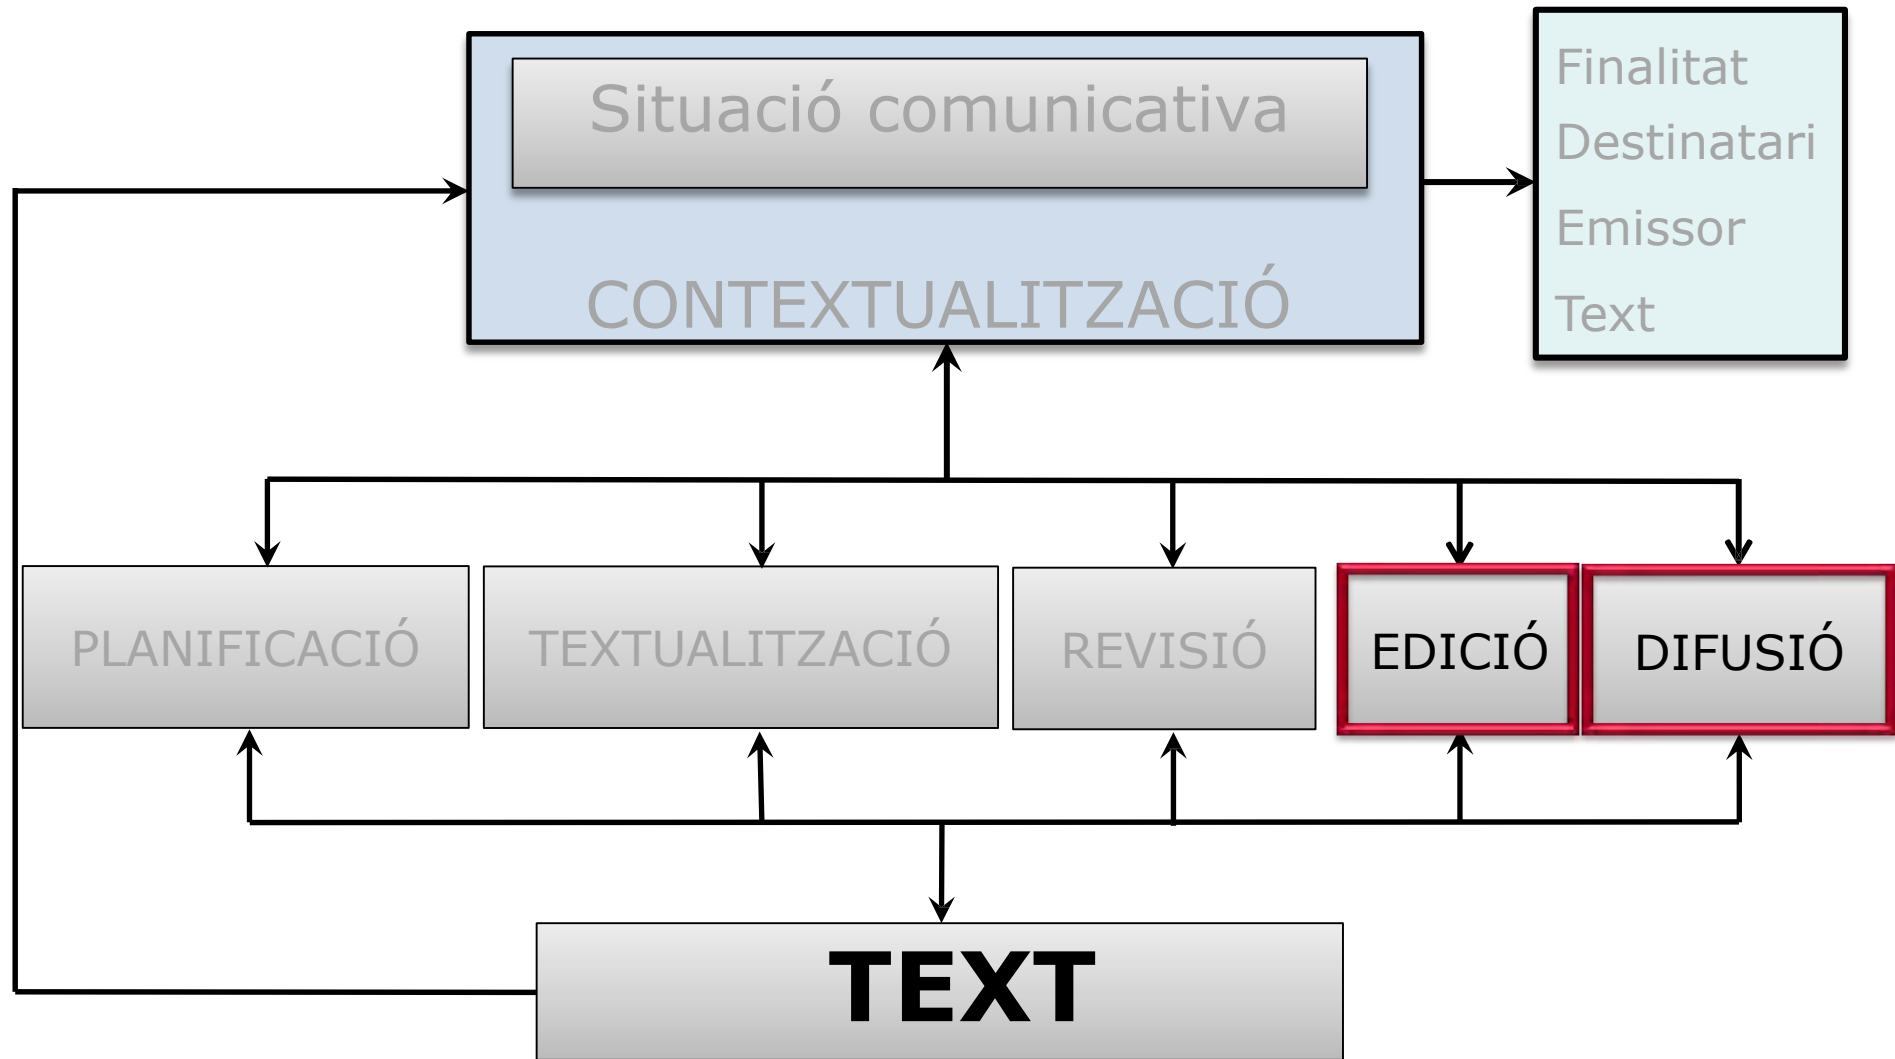 Situació comunicativa
CONTEXTUALITZACIÓ
Finalitat
Destinatari
Emissor
Text
PLANIFICACIÓ
TEXTUALITZACIÓ
REVISIÓ
EDICIÓ
DIFUSIÓ
TEXT